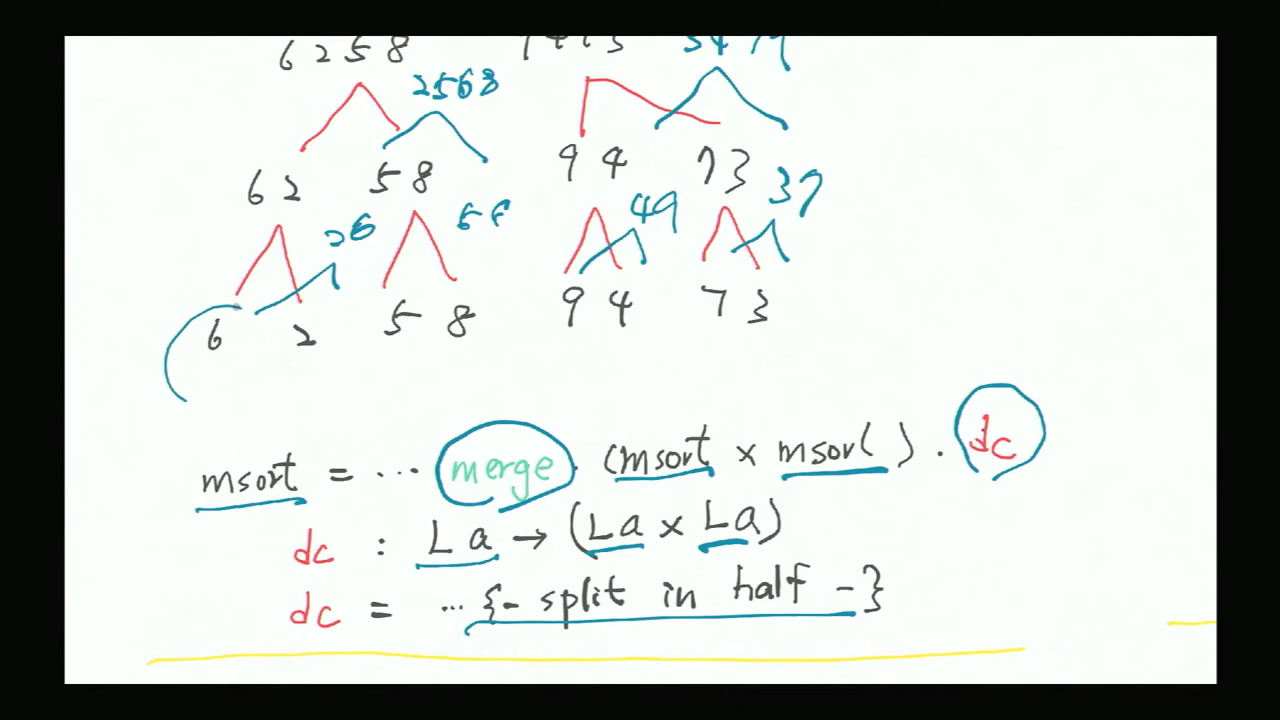 6 2 5 8
2568
6 2 5 8 9 4 7 3
26 49 37
6 2 5 8 9 4 7 3
msort = ... merge · (msort × msort) . dc
dc : La → (La × La)
dc = ... {- split in half -}